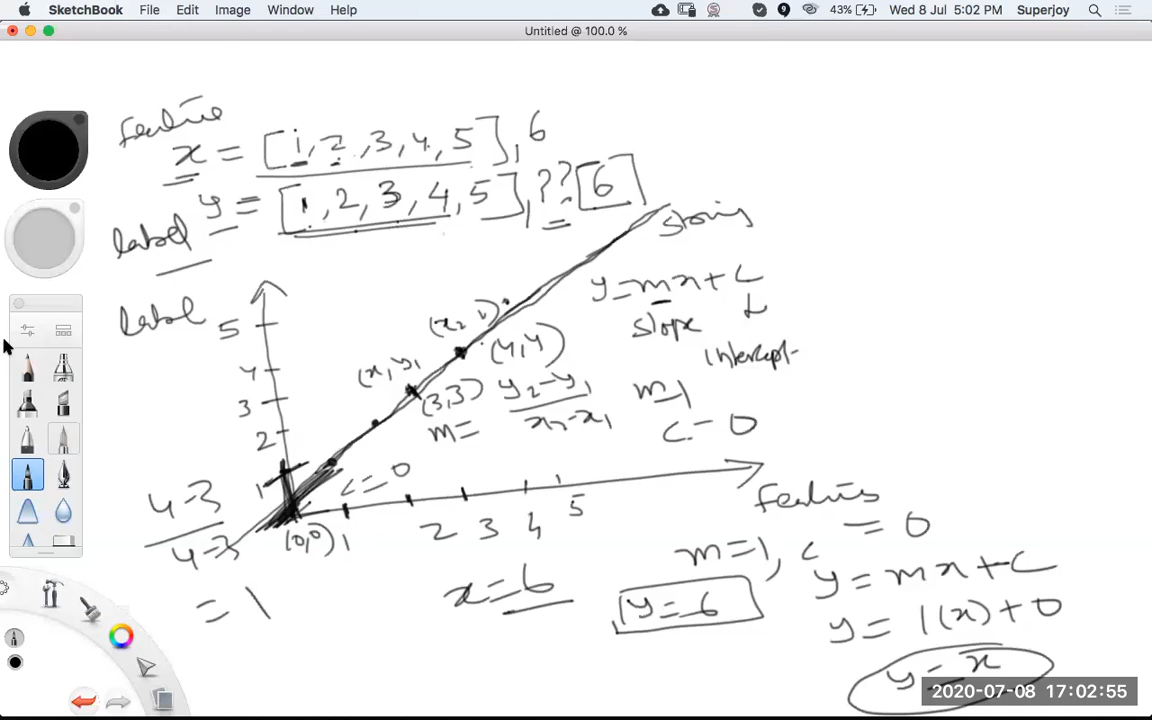 SketchBook File Edit Image Window Help 43% Wed 8 Jul 5:02 PM Superjoy
Untitled @ 100.0 %
feature
x = [1, 2, 3, 4, 5], 6
y = [1, 2, 3, 4, 5], ?? [6]
label
label
5
4
3
2
1
(x, y1
(x2, y
(3,3)
(4,4)
y = mx + c
slope
intercept
m = y2 - y1
x2 - x1
m = 1
c = 0
c = 0
(0,0) 1 2 3 4 5
features
4-3
4-3
= 1
x = 6
y = 6
m = 1, c = 0
y = mx + c
y = 1(x) + 0
y = x
2020-07-08 17:02:55